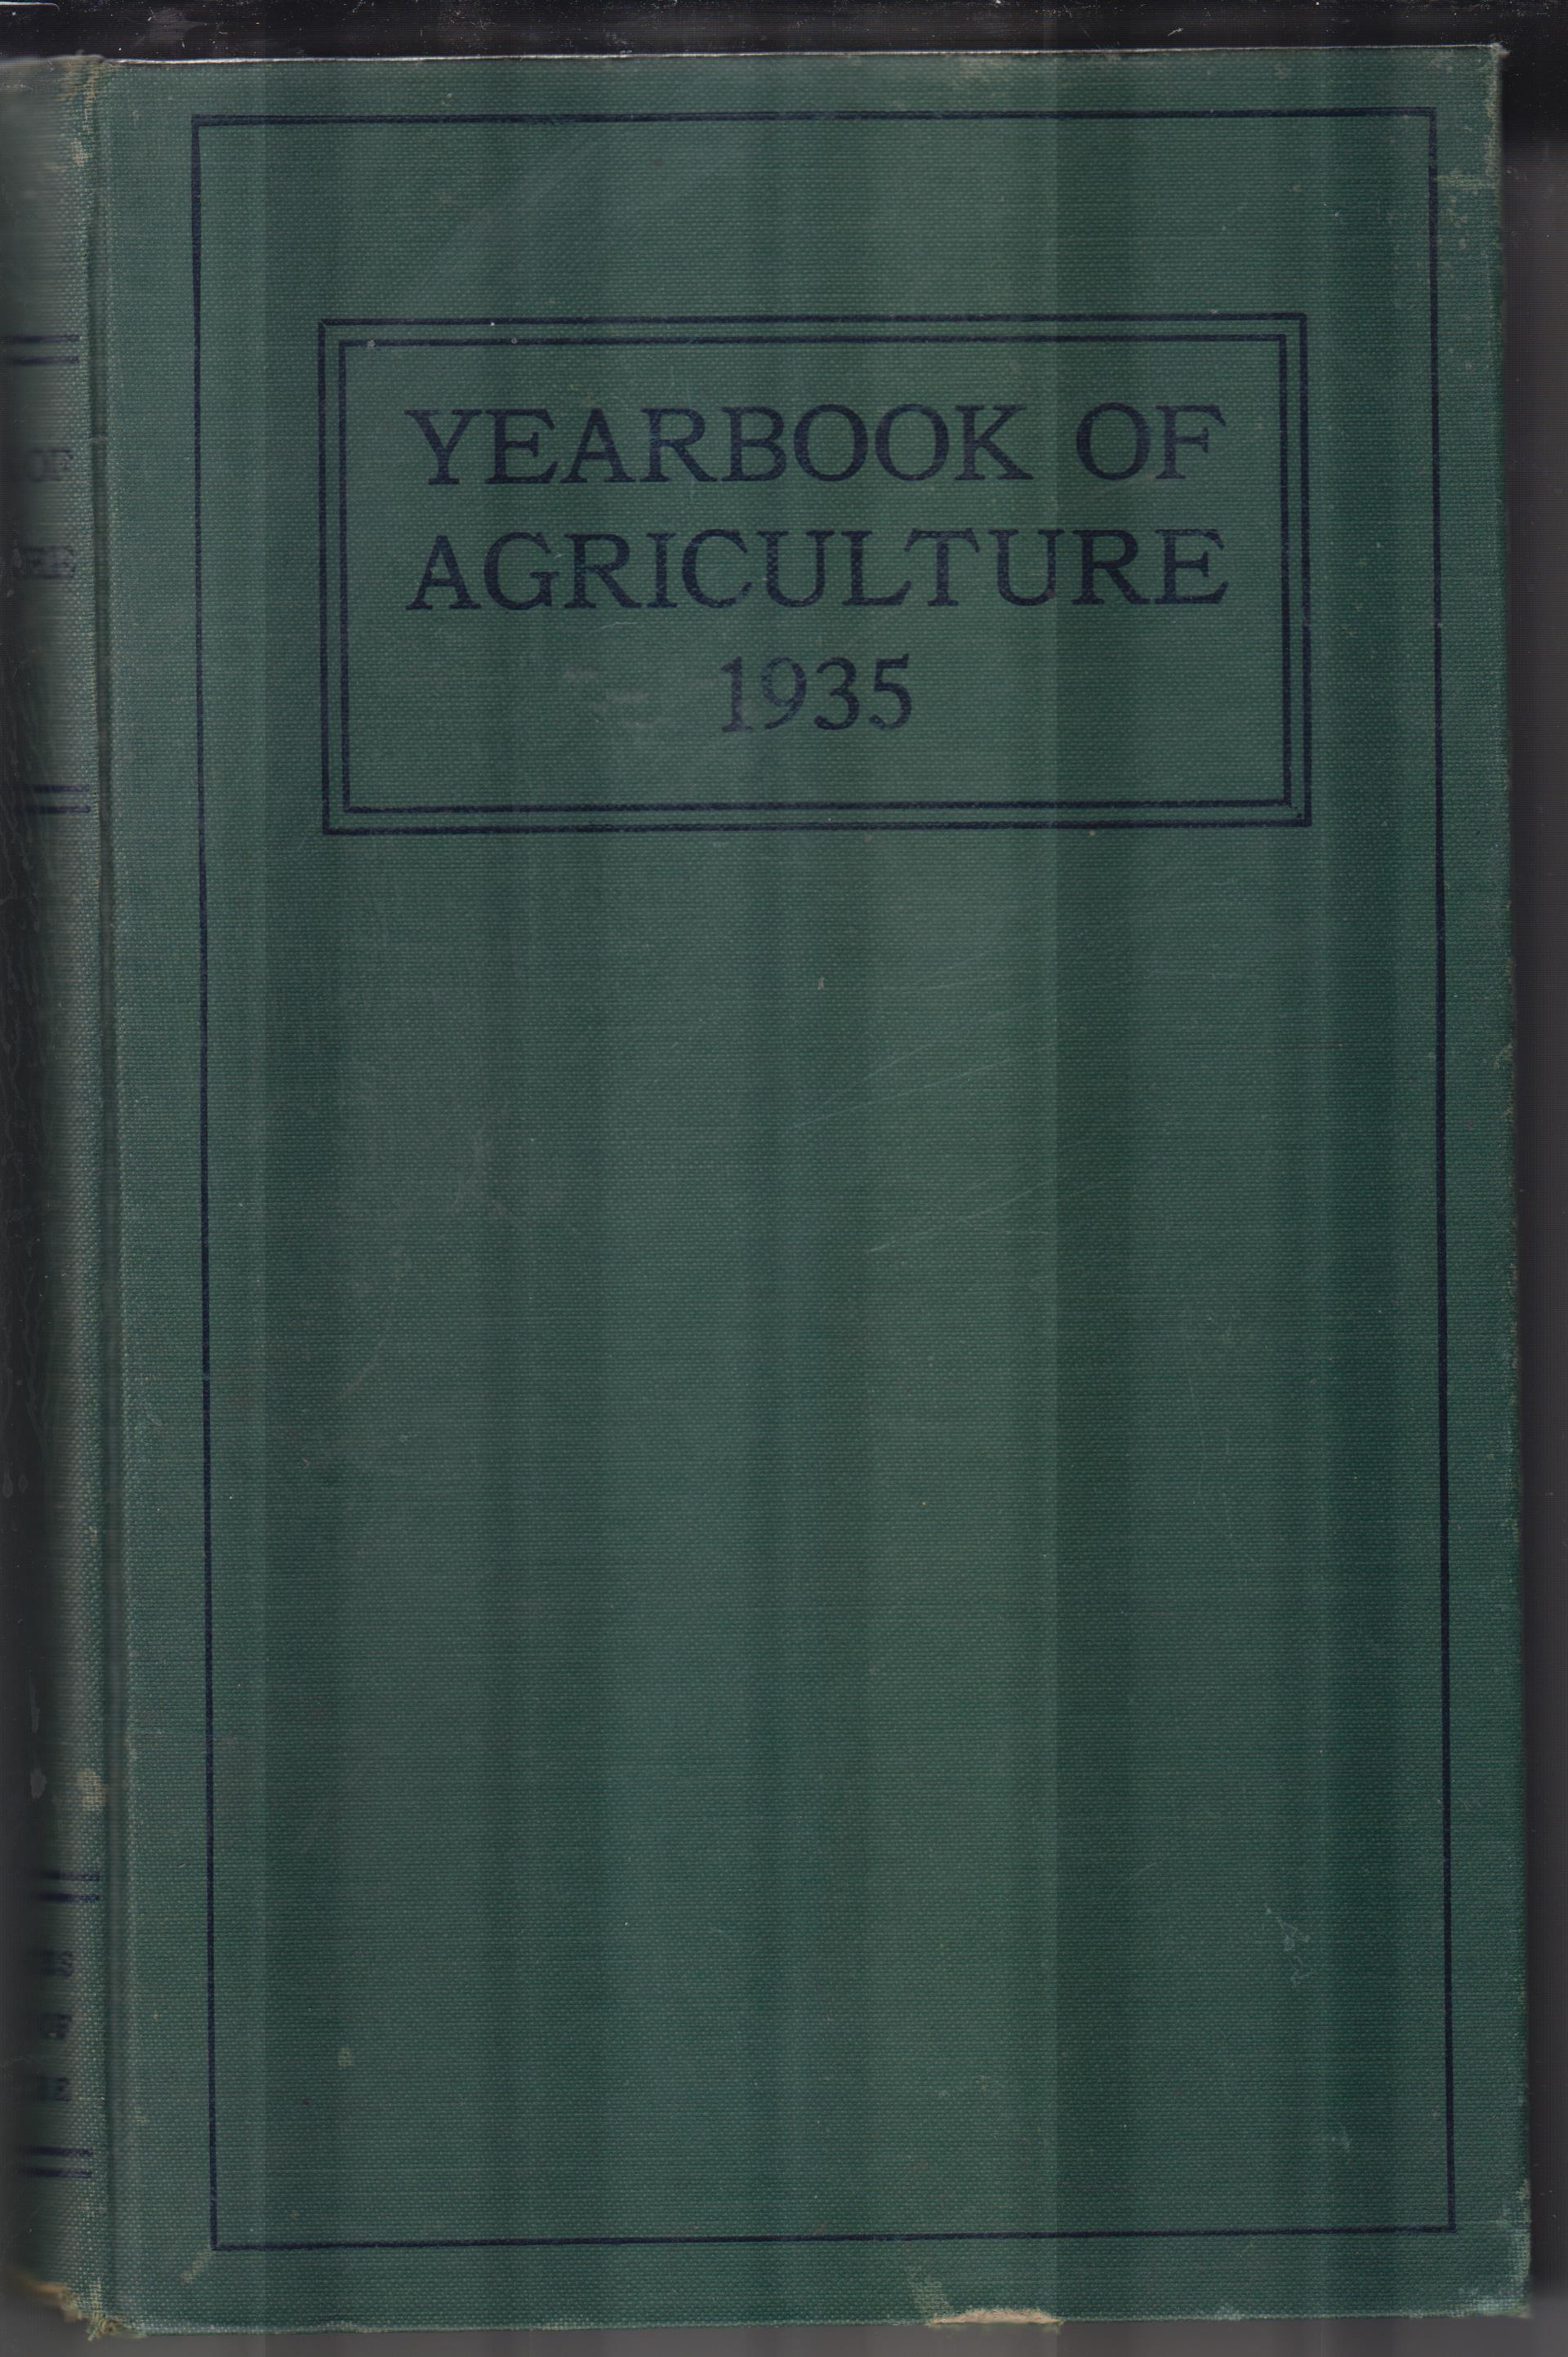 YEARBOOK OF
AGRICULTURE
1935